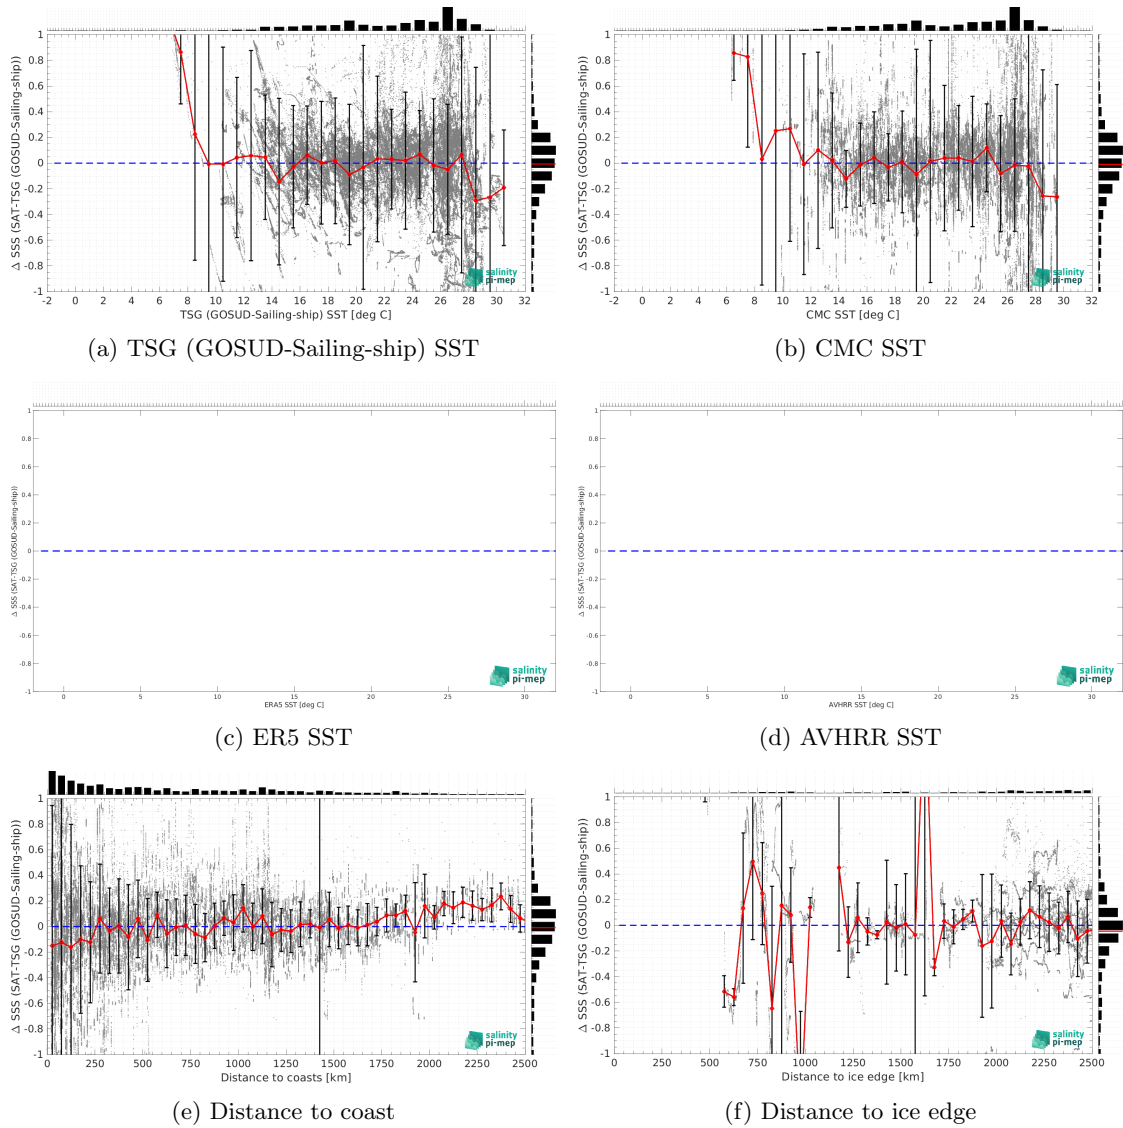 1
0.8
0.6
0.4
0.2
0
-0.2
-0.4
-0.6
-0.8
-1
Δ SSS (SAT-TSG (GOSUD-Sailing-ship))
salinity
pi-mep
-2 0 2 4 6 8 10 12 14 16 18 20 22 24 26 28 30 32
TSG (GOSUD-Sailing-ship) SST [deg C]
(a) TSG (GOSUD-Sailing-ship) SST
1
0.8
0.6
0.4
0.2
0
-0.2
-0.4
-0.6
-0.8
-1
Δ SSS (SAT-TSG (GOSUD-Sailing-ship))
salinity
pi-mep
-2 0 2 4 6 8 10 12 14 16 18 20 22 24 26 28 30 32
CMC SST [deg C]
(b) CMC SST
1
0.8
0.6
0.4
0.2
0
-0.2
-0.4
-0.6
-0.8
-1
Δ SSS (SAT-TSG (GOSUD-Sailing-ship))
salinity
pi-mep
0 5 10 15 20 25 30
ERA5 SST [deg C]
(c) ER5 SST
1
0.8
0.6
0.4
0.2
0
-0.2
-0.4
-0.6
-0.8
-1
Δ SSS (SAT-TSG (GOSUD-Sailing-ship))
salinity
pi-mep
0 5 10 15 20 25 30
AVHRR SST [deg C]
(d) AVHRR SST
1
0.8
0.6
0.4
0.2
0
-0.2
-0.4
-0.6
-0.8
-1
Δ SSS (SAT-TSG (GOSUD-Sailing-ship))
salinity
pi-mep
0 250 500 750 1000 1250 1500 1750 2000 2250 2500
Distance to coasts [km]
(e) Distance to coast
1
0.8
0.6
0.4
0.2
0
-0.2
-0.4
-0.6
-0.8
-1
Δ SSS (SAT-TSG (GOSUD-Sailing-ship))
salinity
pi-mep
0 250 500 750 1000 1250 1500 1750 2000 2250 2500
Distance to ice edge [km]
(f) Distance to ice edge